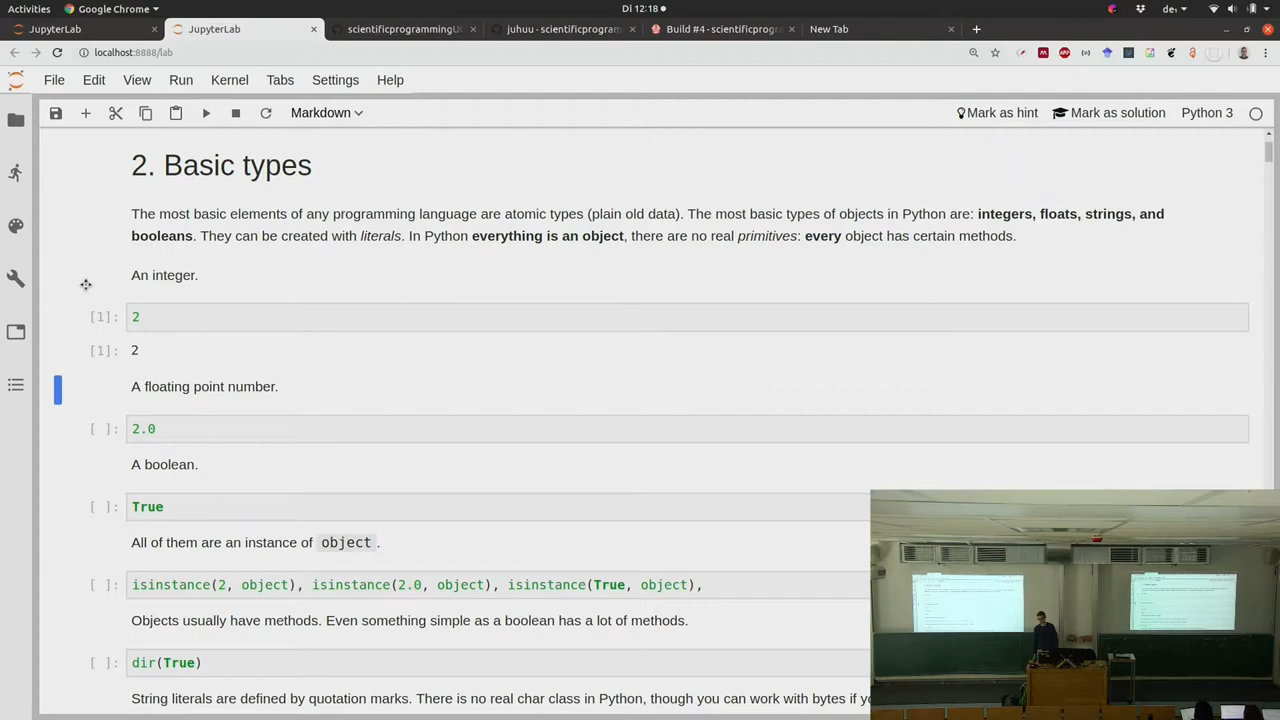 Activities Google Chrome Di 12:18 de₁
JupyterLab × JupyterLab × scientificprogrammingUO × juhuu - scientificprogram × Build #4 - scientificprog × New Tab × +
localhost:8888/lab
File Edit View Run Kernel Tabs Settings Help
Markdown Mark as hint Mark as solution Python 3
2. Basic types
The most basic elements of any programming language are atomic types (plain old data). The most basic types of objects in Python are: integers, floats, strings, and
booleans. They can be created with literals. In Python everything is an object, there are no real primitives: every object has certain methods.
An integer.
[1]: 2
[1]: 2
A floating point number.
[ ]: 2.0
A boolean.
[ ]: True
All of them are an instance of object.
[ ]: isinstance(2, object), isinstance(2.0, object), isinstance(True, object),
Objects usually have methods. Even something simple as a boolean has a lot of methods.
[ ]: dir(True)
String literals are defined by quotation marks. There is no real char class in Python, though you can work with bytes if yo